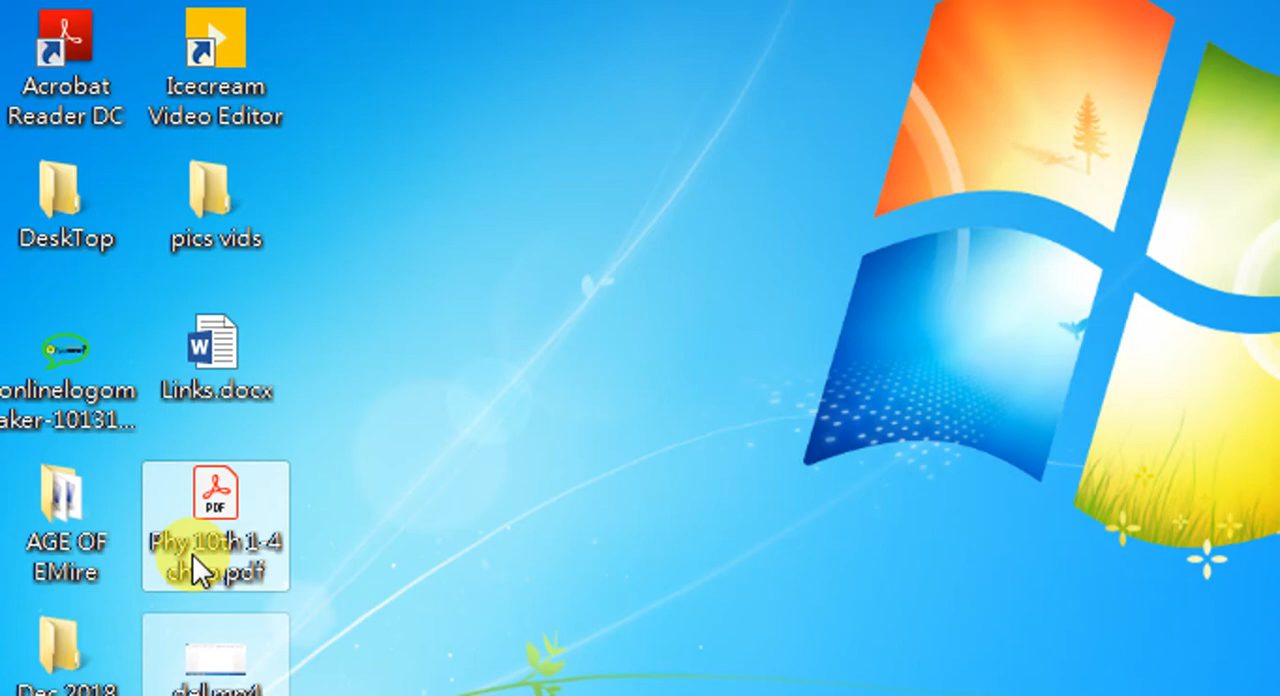 Acrobat
Reader DC
Icecream
Video Editor
DeskTop
pics vids
onlinelogom
aker-10131...
W
Links.docx
AGE OF
EMire
PDF
Phy 10th 1-4
.pdf
Dec 2018